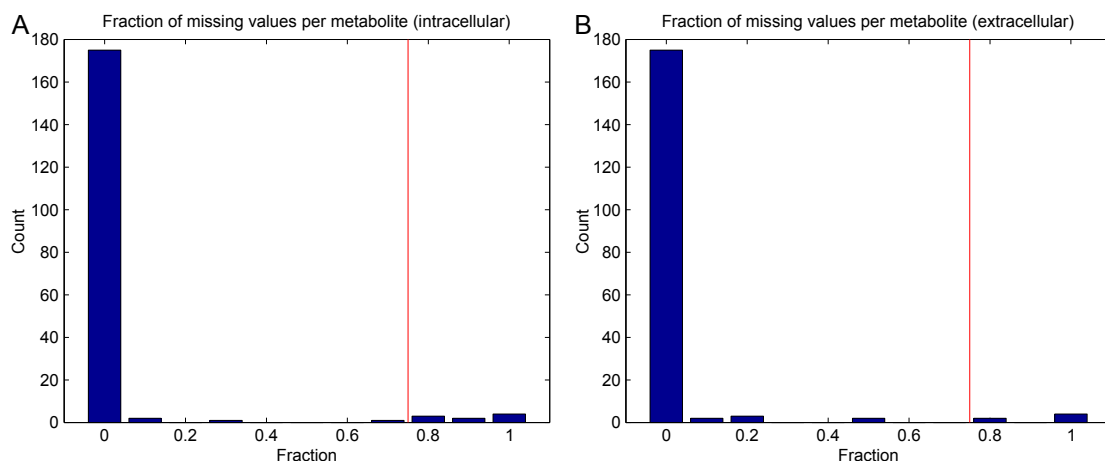 A
Fraction of missing values per metabolite (intracellular)
180
160
140
120
100
80
60
40
20
0
Count
0 0.2 0.4 0.6 0.8 1
Fraction
B
Fraction of missing values per metabolite (extracellular)
180
160
140
120
100
80
60
40
20
0
Count
0 0.2 0.4 0.6 0.8 1
Fraction